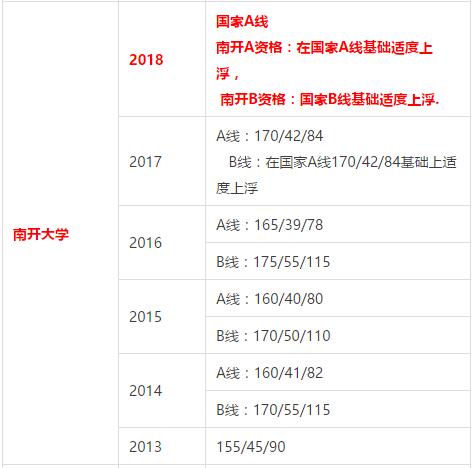 2018
国家A线
南开A资格：在国家A线基础适度上
浮，
南开B资格：国家B线基础适度上浮.
2017
A线：170/42/84
B线：在国家A线170/42/84基础上适
度上浮
南开大学
2016
A线：165/39/78
B线：175/55/115
2015
A线：160/40/80
B线：170/50/110
2014
A线：160/41/82
B线：170/55/115
2013
155/45/90